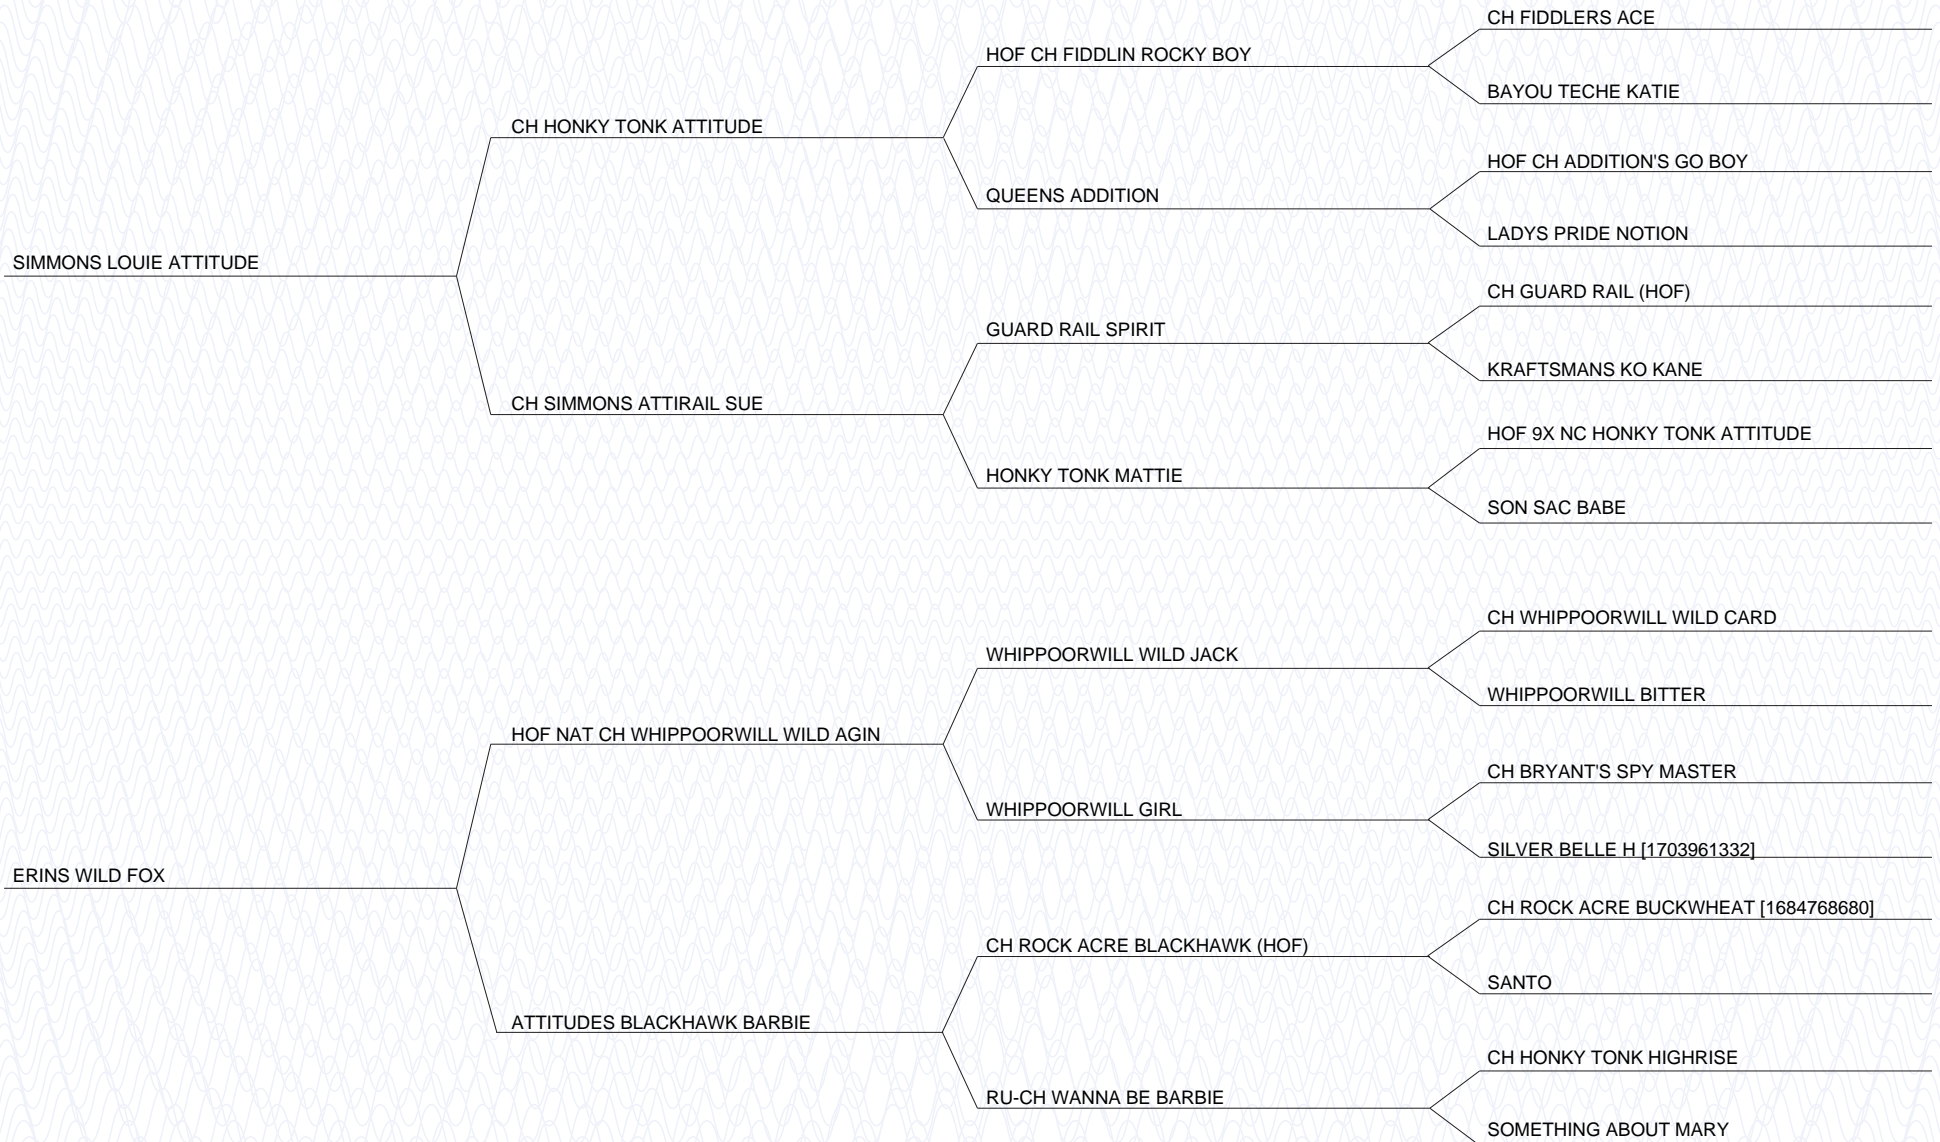 CH FIDDLERS ACE
HOF CH FIDDLIN ROCKY BOY
BAYOU TECHE KATIE
CH HONKY TONK ATTITUDE
HOF CH ADDITION'S GO BOY
QUEENS ADDITION
LADYS PRIDE NOTION
SIMMONS LOUIE ATTITUDE
CH GUARD RAIL (HOF)
GUARD RAIL SPIRIT
KRAFTSMANS KO KANE
CH SIMMONS ATTIRAIL SUE
HOF 9X NC HONKY TONK ATTITUDE
HONKY TONK MATTIE
SON SAC BABE
CH WHIPPOORWILL WILD CARD
WHIPPOORWILL WILD JACK
WHIPPOORWILL BITTER
HOF NAT CH WHIPPOORWILL WILD AGIN
CH BRYANT'S SPY MASTER
WHIPPOORWILL GIRL
SILVER BELLE H [1703961332]
ERINS WILD FOX
CH ROCK ACRE BUCKWHEAT [1684768680]
CH ROCK ACRE BLACKHAWK (HOF)
SANTO
ATTITUDES BLACKHAWK BARBIE
CH HONKY TONK HIGHRISE
RU-CH WANNA BE BARBIE
SOMETHING ABOUT MARY